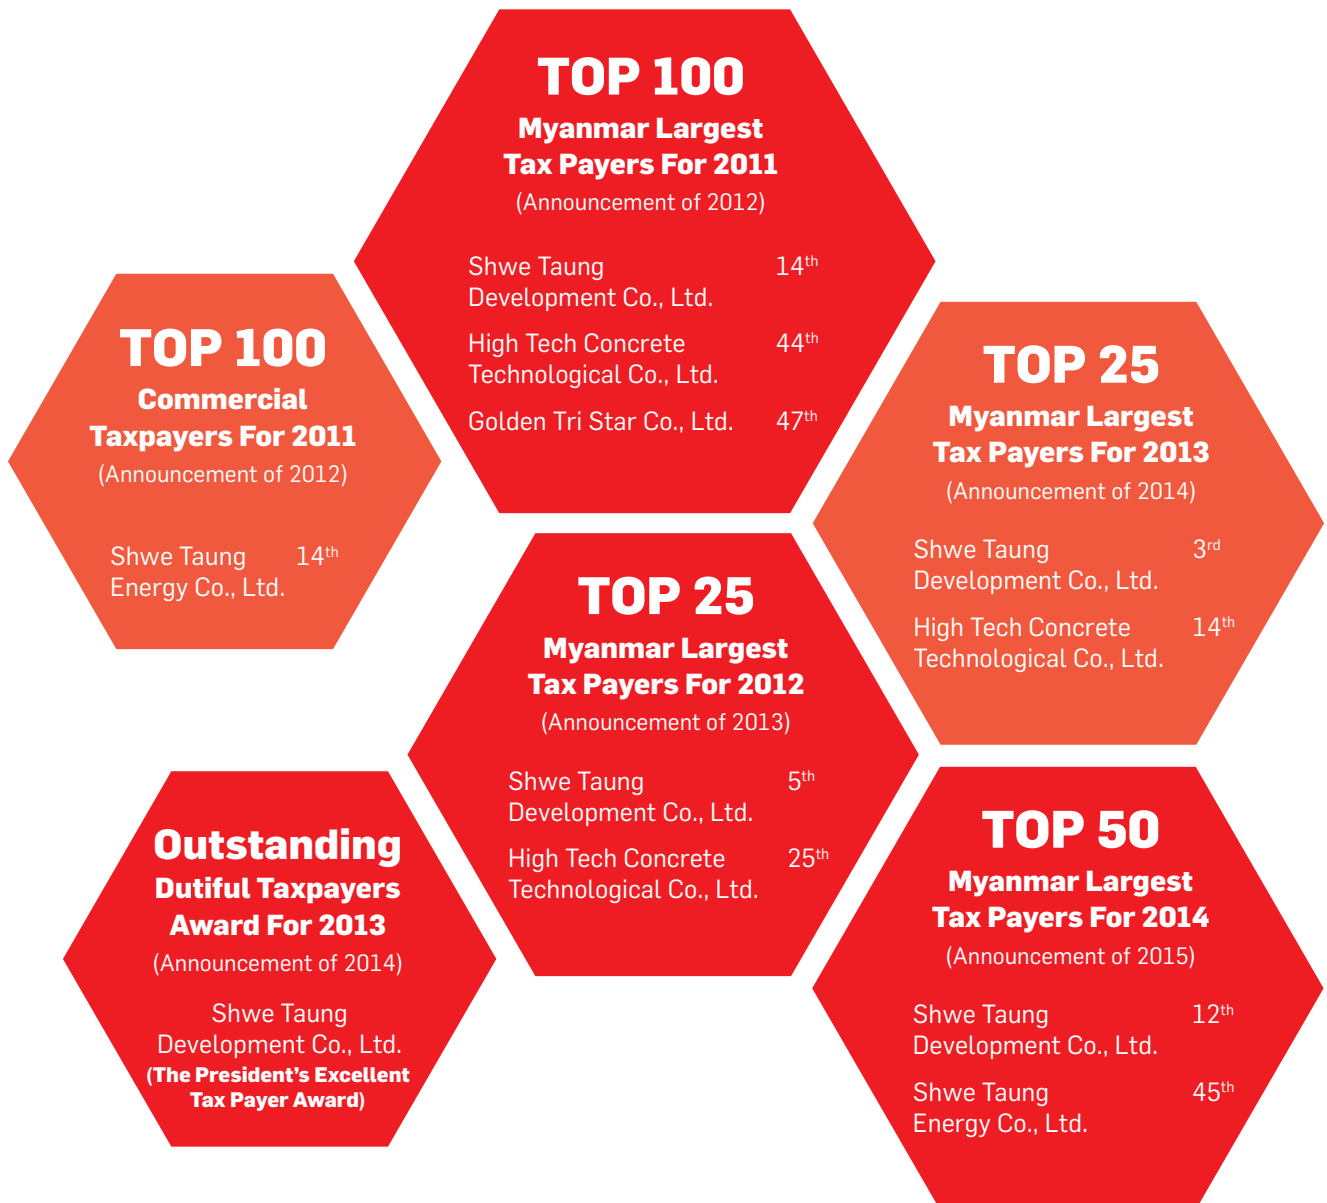 TOP 100
Myanmar Largest
Tax Payers For 2011
(Announcement of 2012)
Shwe Taung 14th
Development Co., Ltd.
High Tech Concrete 44th
Technological Co., Ltd.
Golden Tri Star Co., Ltd. 47th
TOP 100
Commercial
Taxpayers For 2011
(Announcement of 2012)
Shwe Taung 14th
Energy Co., Ltd.
TOP 25
Myanmar Largest
Tax Payers For 2013
(Announcement of 2014)
Shwe Taung 3rd
Development Co., Ltd.
High Tech Concrete 14th
Technological Co., Ltd.
TOP 25
Myanmar Largest
Tax Payers For 2012
(Announcement of 2013)
Shwe Taung 5th
Development Co., Ltd.
High Tech Concrete 25th
Technological Co., Ltd.
Outstanding
Dutiful Taxpayers
Award For 2013
(Announcement of 2014)
Shwe Taung
Development Co., Ltd.
(The President’s Excellent
Tax Payer Award)
TOP 50
Myanmar Largest
Tax Payers For 2014
(Announcement of 2015)
Shwe Taung 12th
Development Co., Ltd.
Shwe Taung 45th
Energy Co., Ltd.